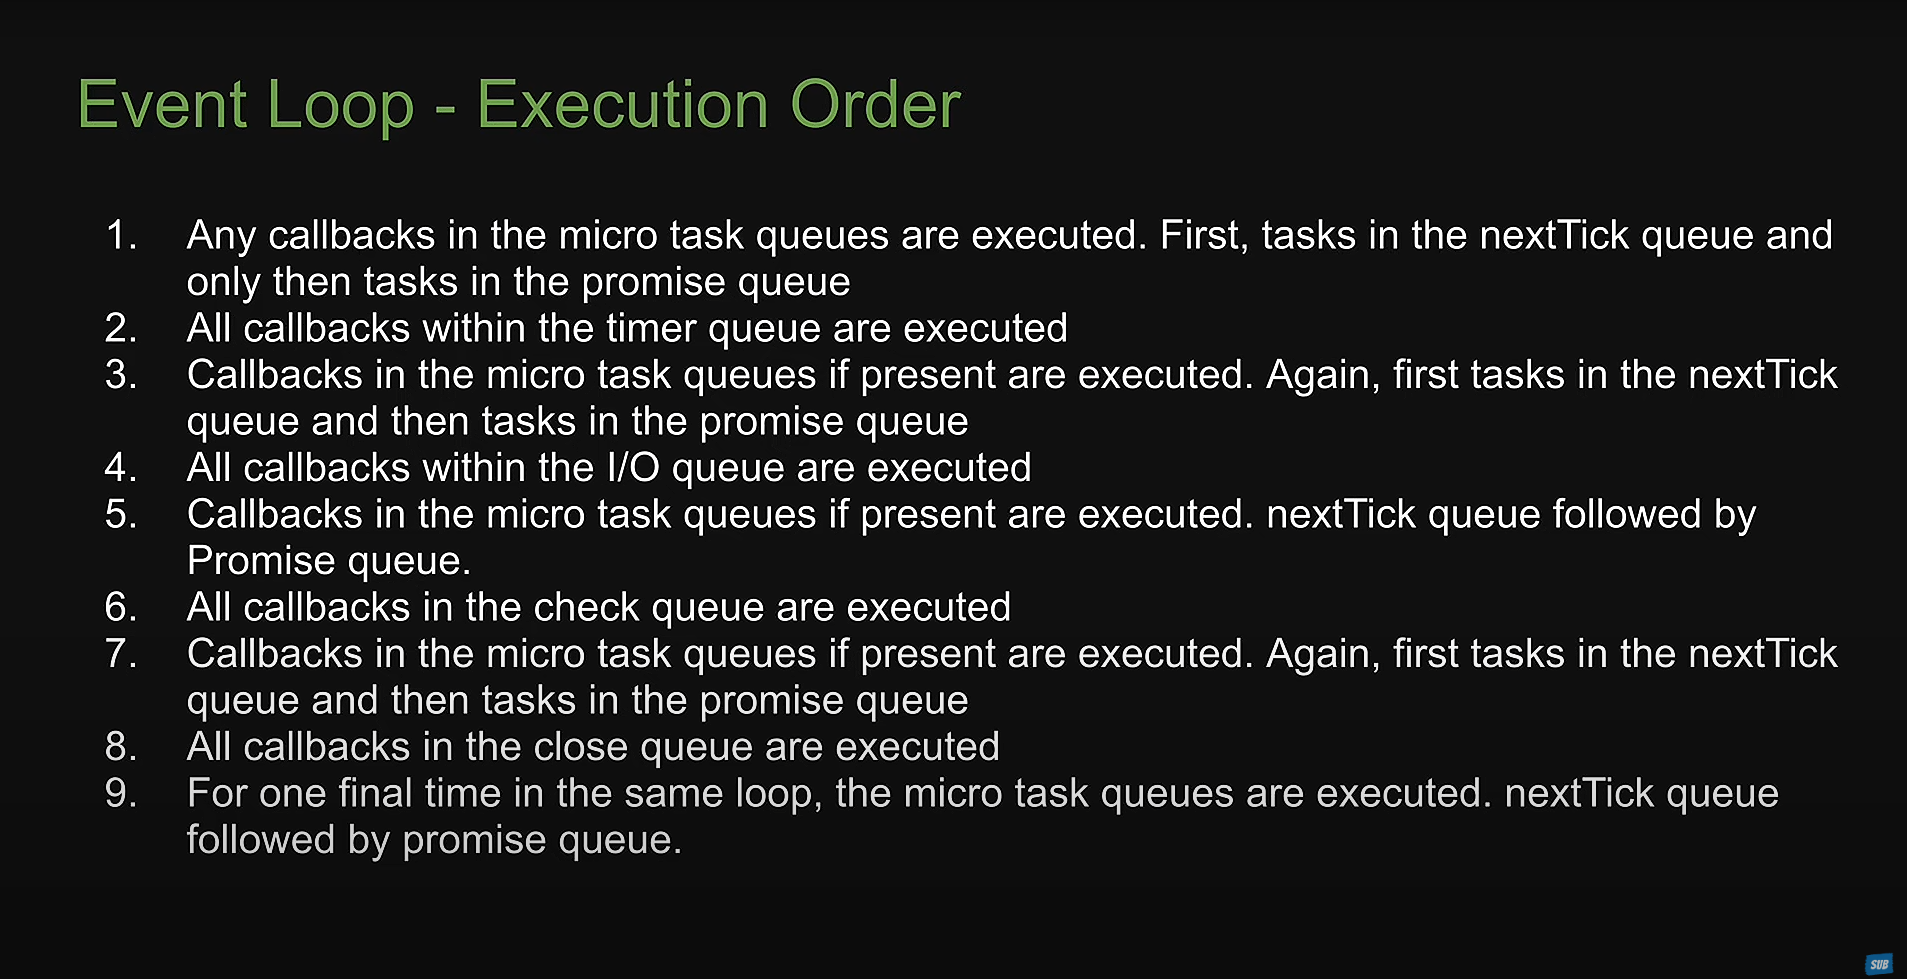 Event Loop - Execution Order
1. Any callbacks in the micro task queues are executed. First, tasks in the nextTick queue and
only then tasks in the promise queue
2. All callbacks within the timer queue are executed
3. Callbacks in the micro task queues if present are executed. Again, first tasks in the nextTick
queue and then tasks in the promise queue
4. All callbacks within the I/O queue are executed
5. Callbacks in the micro task queues if present are executed. nextTick queue followed by
Promise queue.
6. All callbacks in the check queue are executed
7. Callbacks in the micro task queues if present are executed. Again, first tasks in the nextTick
queue and then tasks in the promise queue
8. All callbacks in the close queue are executed
9. For one final time in the same loop, the micro task queues are executed. nextTick queue
followed by promise queue.
SUB